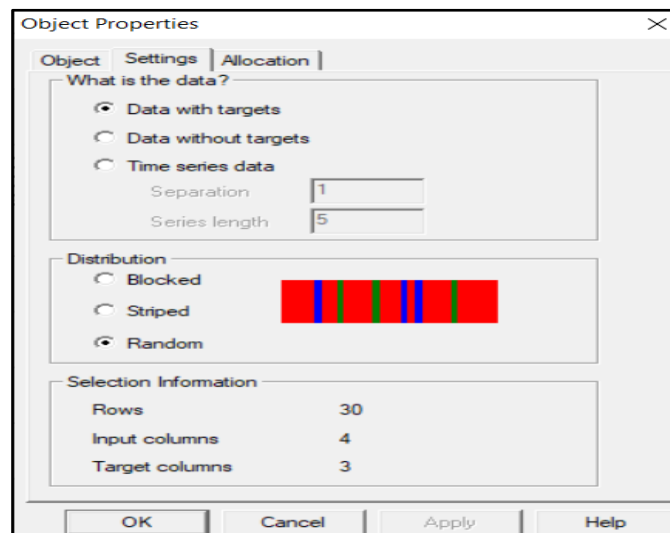 Object Properties
Object Settings Allocation
What is the data?
Data with targets
Data without targets
Time series data
Separation 1
Series length 5
Distribution
Blocked
Striped
Random
Selection Information
Rows 30
Input columns 4
Target columns 3
OK Cancel Apply Help